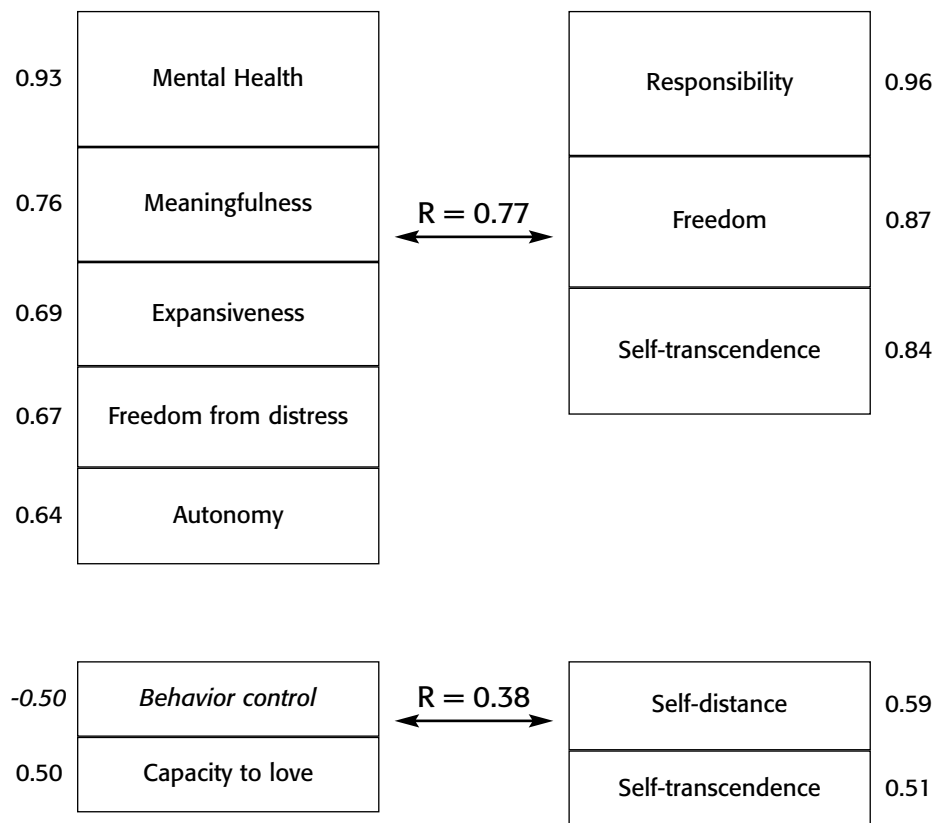 0.93 Mental Health
0.76 Meaningfulness
0.69 Expansiveness
0.67 Freedom from distress
0.64 Autonomy
R = 0.77
Responsibility 0.96
Freedom 0.87
Self-transcendence 0.84
-0.50 Behavior control
0.50 Capacity to love
R = 0.38
Self-distance 0.59
Self-transcendence 0.51